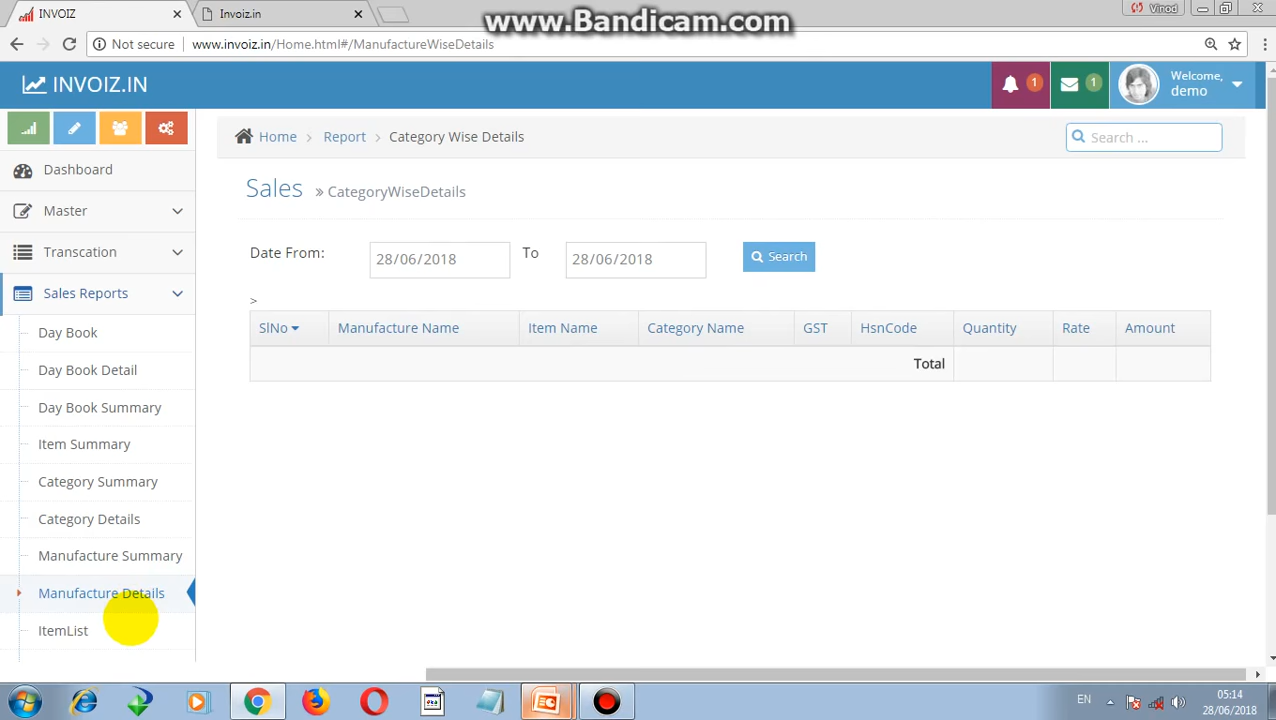 www.Bandicam.com
INVOIZ
Invoiz.in
Vinod
Not secure
www.invoiz.in/Home.html#/ManufactureWiseDetails
INVOIZ.IN
1
1
Welcome,
demo
Home
Report
Category Wise Details
Search ...
Dashboard
Master
Transcation
Sales Reports
Day Book
Day Book Detail
Day Book Summary
Item Summary
Category Summary
Category Details
Manufacture Summary
Manufacture Details
ItemList
Sales » CategoryWiseDetails
Date From: 28/06/2018 To 28/06/2018 Search
>
SlNo Manufacture Name Item Name Category Name GST HsnCode Quantity Rate Amount
Total
EN
05:14
28/06/2018